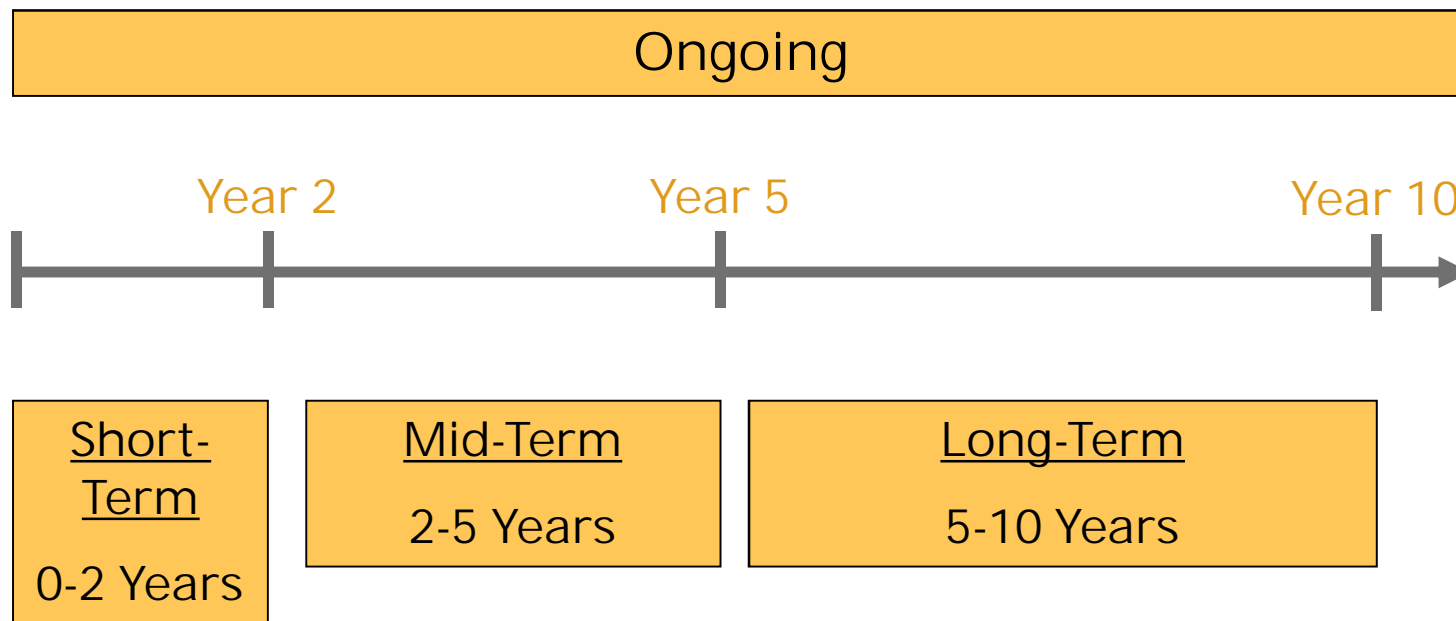 Ongoing
Year 2
Year 5
Year 10
Short-
Term
0-2 Years
Mid-Term
2-5 Years
Long-Term
5-10 Years